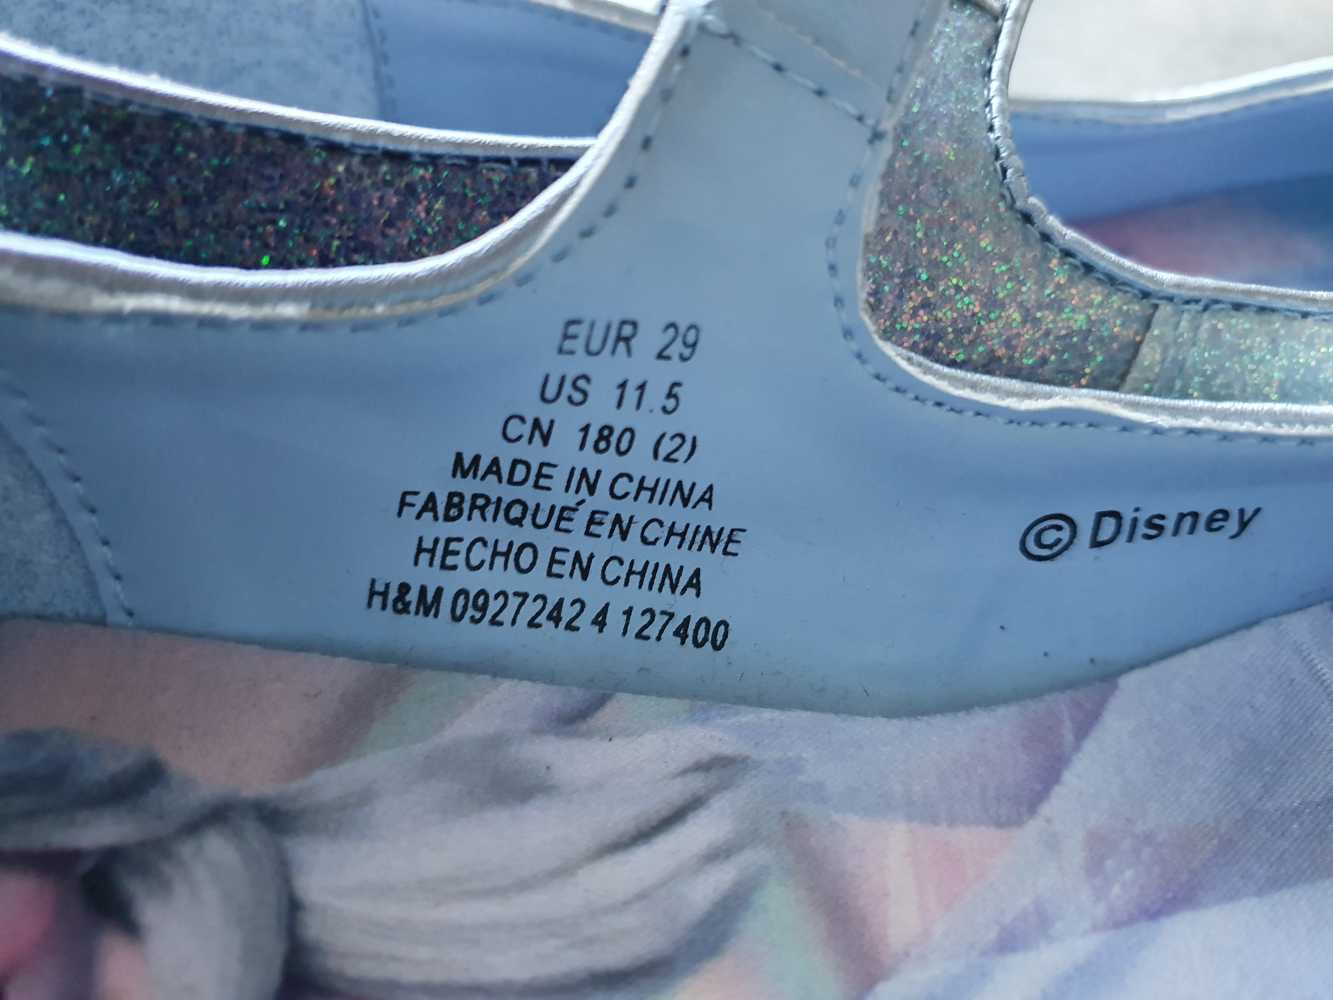 EUR 29
US 11.5
CN 180 (2)
MADE IN CHINA
FABRIQUÉ EN CHINE
HECHO EN CHINA
H&M 0927242 4 127400
© Disney